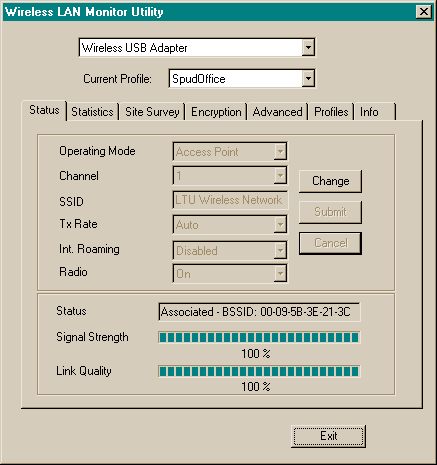 Wireless LAN Monitor Utility
Wireless USB Adapter
Current Profile: SpudOffice
Status Statistics Site Survey Encryption Advanced Profiles Info
Operating Mode Access Point
Channel 1
Change
SSID LTU Wireless Network
Submit
Tx Rate Auto
Int. Roaming Disabled
Cancel
Radio On
Status Associated - BSSID: 00-09-5B-3E-21-3C
Signal Strength
100 %
Link Quality
100 %
Exit